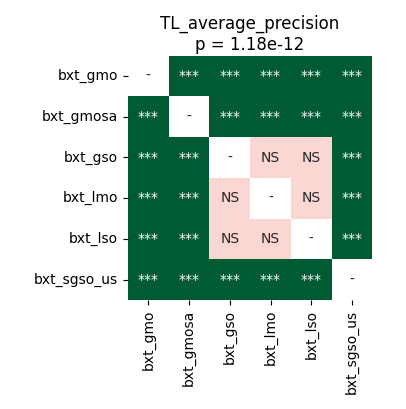 TL_average_precision
p = 1.18e-12
bxt_gmo - *** *** *** *** ***
bxt_gmosa *** - *** *** *** ***
bxt_gso *** *** - NS NS ***
bxt_lmo *** *** NS - NS ***
bxt_lso *** *** NS NS - ***
bxt_sgso_us *** *** *** *** *** -
bxt_gmo
bxt_gmosa
bxt_gso
bxt_lmo
bxt_lso
bxt_sgso_us